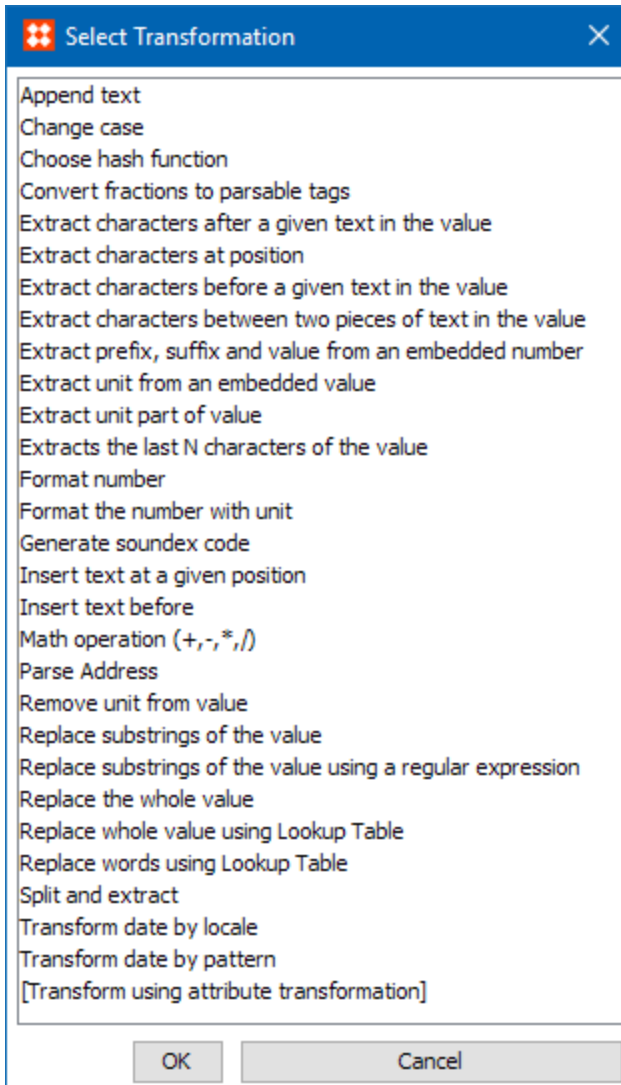 Select Transformation
Append text
Change case
Choose hash function
Convert fractions to parsable tags
Extract characters after a given text in the value
Extract characters at position
Extract characters before a given text in the value
Extract characters between two pieces of text in the value
Extract prefix, suffix and value from an embedded number
Extract unit from an embedded value
Extract unit part of value
Extracts the last N characters of the value
Format number
Format the number with unit
Generate soundex code
Insert text at a given position
Insert text before
Math operation (+,-,*,/)
Parse Address
Remove unit from value
Replace substrings of the value
Replace substrings of the value using a regular expression
Replace the whole value
Replace whole value using Lookup Table
Replace words using Lookup Table
Split and extract
Transform date by locale
Transform date by pattern
[Transform using attribute transformation]
OK Cancel